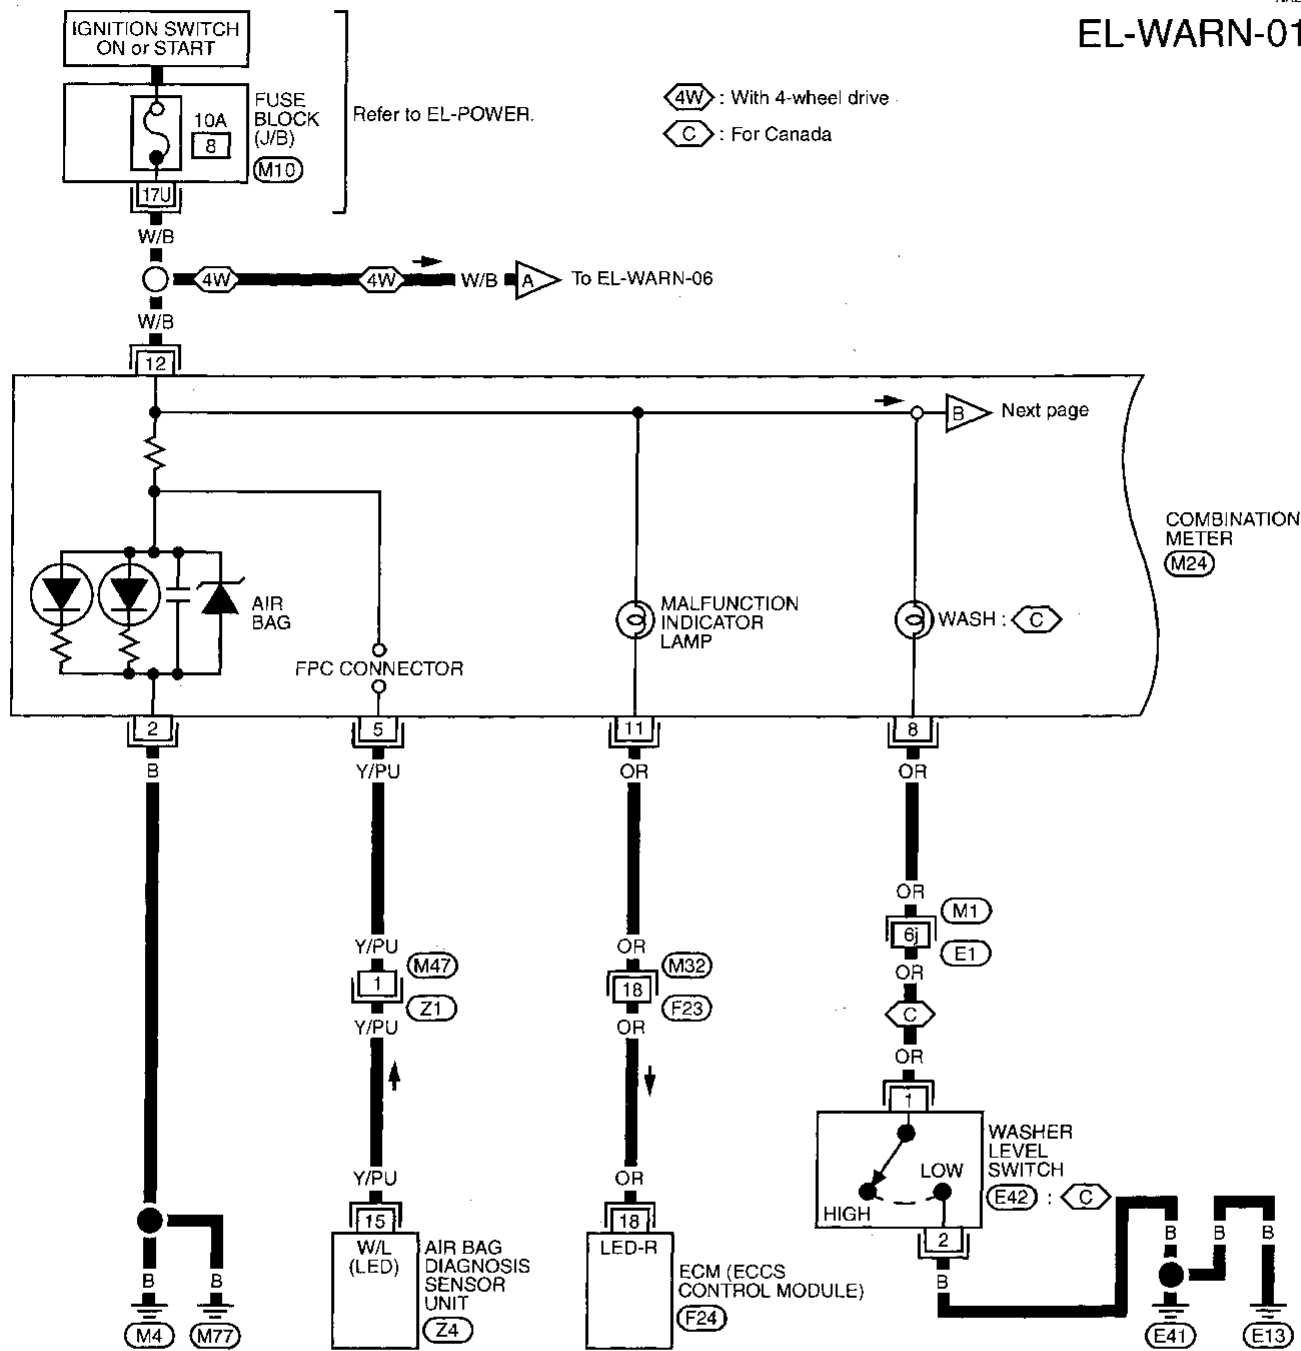 EL-WARN-01
IGNITION SWITCH
ON or START
FUSE
BLOCK
(J/B)
M10
10A
8
Refer to EL-POWER.
4W : With 4-wheel drive
C : For Canada
17U
W/B
4W 4W W/B A To EL-WARN-06
W/B
12
B Next page
COMBINATION
METER
M24
AIR
BAG
MALFUNCTION
INDICATOR
LAMP
WASH : C
FPC CONNECTOR
2 5 11 8
B Y/PU OR OR
OR
M1
6j
E1
OR
C
OR
Y/PU
M47
1
Z1
Y/PU
OR
M32
18
F23
OR
1
WASHER
LEVEL
SWITCH
E42 : C
LOW
HIGH
2
B
Y/PU
15
W/L
(LED)
AIR BAG
DIAGNOSIS
SENSOR
UNIT
Z4
OR
18
LED-R
ECM (ECCS
CONTROL MODULE)
F24
B B
M4 M77
B B B
E41 E13